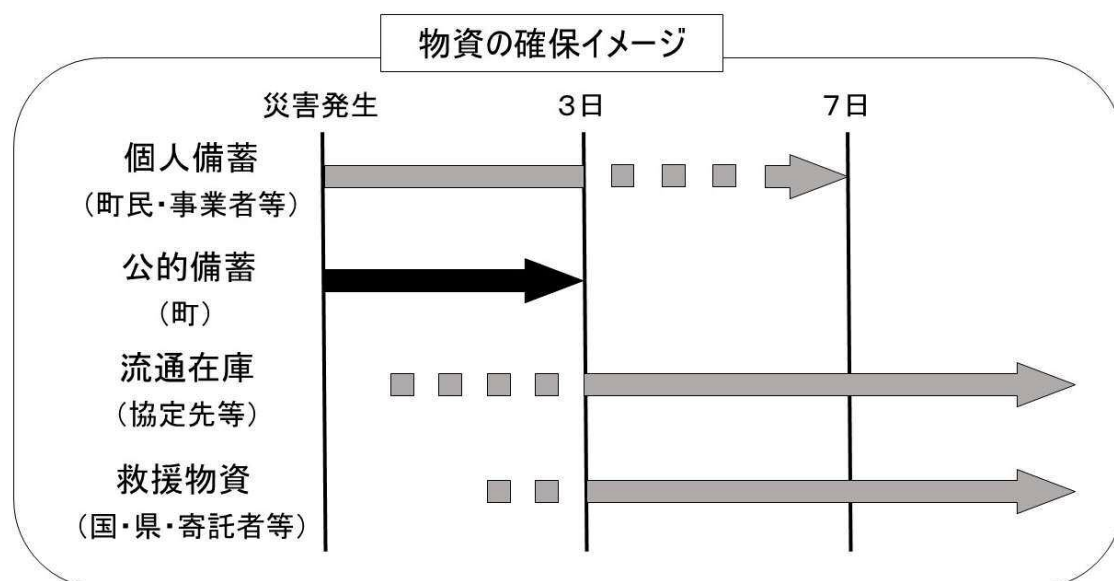 物資の確保イメージ
災害発生
3日
7日
個人備蓄
(町民・事業者等)
公的備蓄
(町)
流通在庫
(協定先等)
救援物資
(国・県・寄託者等)